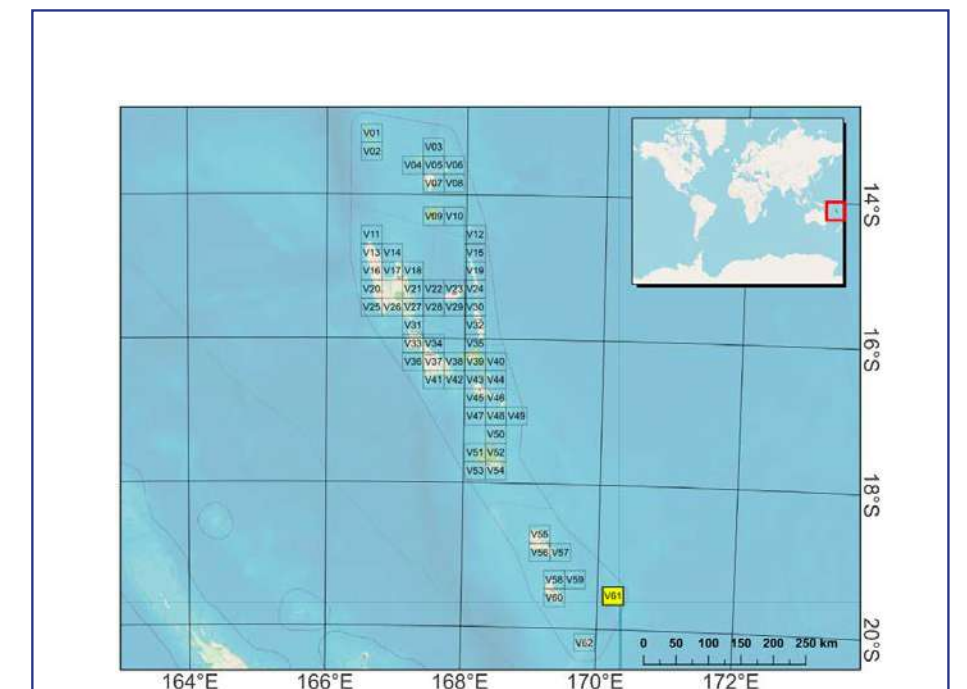 V01
V02 V03
V04 V05 V06
V07 V08
14°S
V09 V10
V11 V12
V13 V14 V15
V16 V17 V18 V19
V20 V21 V22 V23 V24
V25 V26 V27 V28 V29 V30
V31 V32
V33 V34 V35
16°S
V36 V37 V38 V39 V40
V41 V42 V43 V44
V45 V46
V47 V48 V49
V50
V51 V52
V53 V54
18°S
V55
V56 V57
V58 V59
V60 V61
20°S
V62
0 50 100 150 200 250 km
164°E 166°E 168°E 170°E 172°E